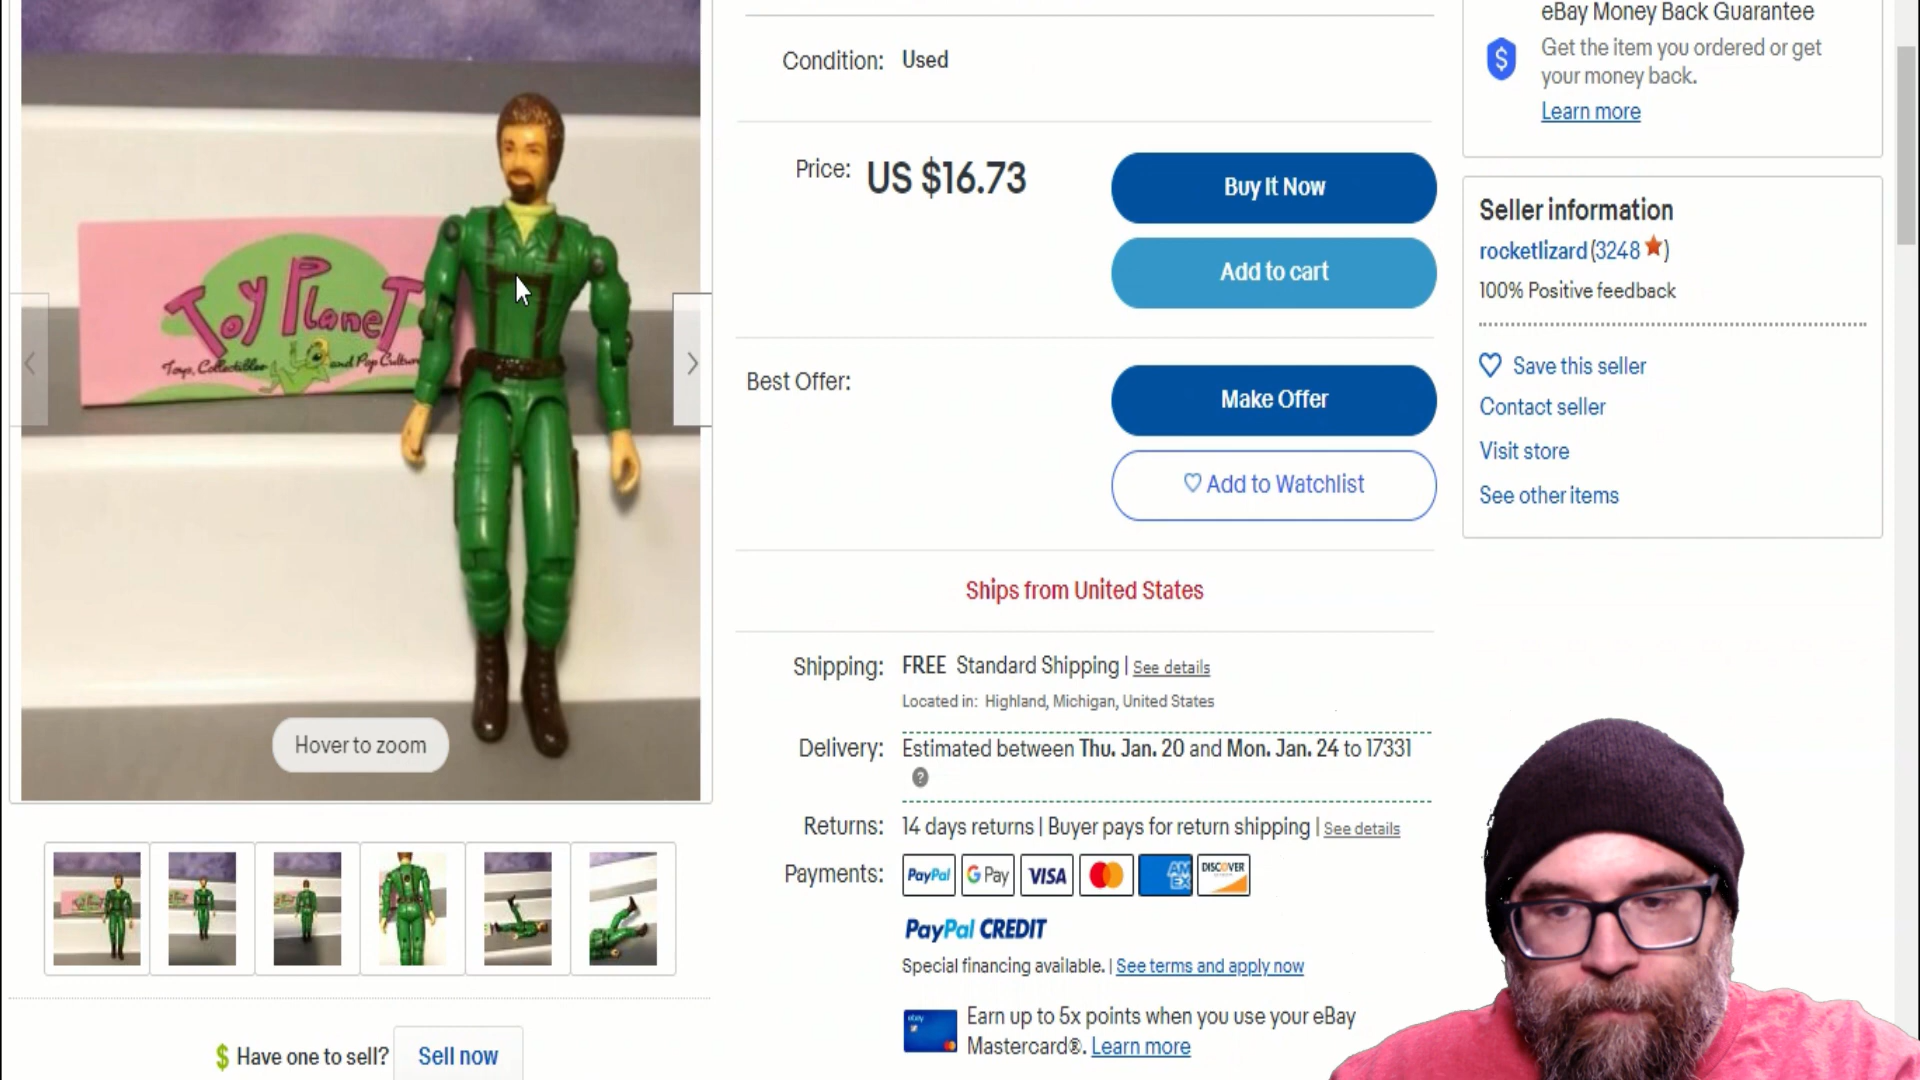 Toy Planet
Toys, Collectibles and Pop Culture
Hover to zoom
$ Have one to sell? Sell now
Condition: Used
Price: US $16.73
Buy It Now
Add to cart
Best Offer:
Make Offer
Add to Watchlist
Ships from United States
Shipping: FREE Standard Shipping | See details
Located in: Highland, Michigan, United States
Delivery: Estimated between Thu. Jan. 20 and Mon. Jan. 24 to 17331
?
Returns: 14 days returns | Buyer pays for return shipping | See details
Payments: PayPal G Pay VISA AMEX DISCOVER
PayPal CREDIT
Special financing available. | See terms and apply now
ebay
Earn up to 5x points when you use your eBay
Mastercard®. Learn more
eBay Money Back Guarantee
$ Get the item you ordered or get
your money back.
Learn more
Seller information
rocketlizard (3248)
100% Positive feedback
Save this seller
Contact seller
Visit store
See other items